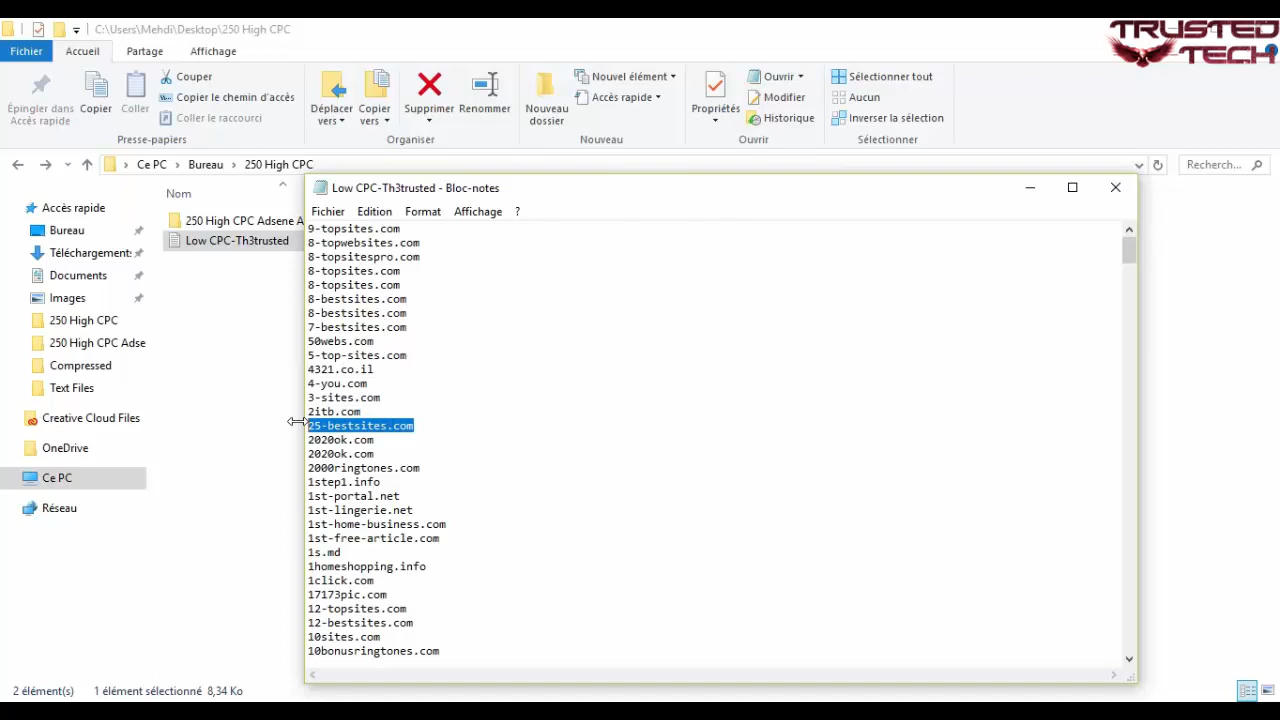 C:\Users\Mehdi\Desktop\250 High CPC
TRUSTED
TECH
Fichier Accueil Partage Affichage
Épingler dans
Accès rapide
Copier
Coller
Couper
Copier le chemin d'accès
Coller le raccourci
Presse-papiers
Déplacer
vers
Copier
vers
Supprimer
Renommer
Organiser
Nouveau
dossier
Nouvel élément
Accès rapide
Nouveau
Propriétés
Ouvrir
Modifier
Historique
Ouvrir
Sélectionner tout
Aucun
Inverser la sélection
Sélectionner
Ce PC › Bureau › 250 High CPC
Recherch...
Accès rapide
Bureau
Téléchargement:
Documents
Images
250 High CPC
250 High CPC Adse
Compressed
Text Files
Creative Cloud Files
OneDrive
Ce PC
Réseau
Nom
250 High CPC Adsene A
Low CPC-Th3trusted
Low CPC-Th3trusted - Bloc-notes
Fichier Edition Format Affichage ?
9-topsites.com
8-topwebsites.com
8-topsitespro.com
8-topsites.com
8-topsites.com
8-bestsites.com
8-bestsites.com
7-bestsites.com
50webs.com
5-top-sites.com
4321.co.il
4-you.com
3-sites.com
2itb.com
25-bestsites.com
2020ok.com
2020ok.com
2000ringtones.com
1step1.info
1st-portal.net
1st-lingerie.net
1st-home-business.com
1st-free-article.com
1s.md
1homeshopping.info
1click.com
17173pic.com
12-topsites.com
12-bestsites.com
10sites.com
10bonusringtones.com
2 élément(s) 1 élément sélectionné 8,34 Ko